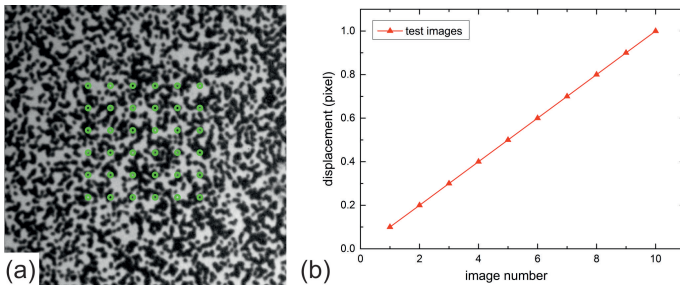 (a)
(b)
test images
displacement (pixel)
1.0
0.8
0.6
0.4
0.2
0.0
0 2 4 6 8 10
image number